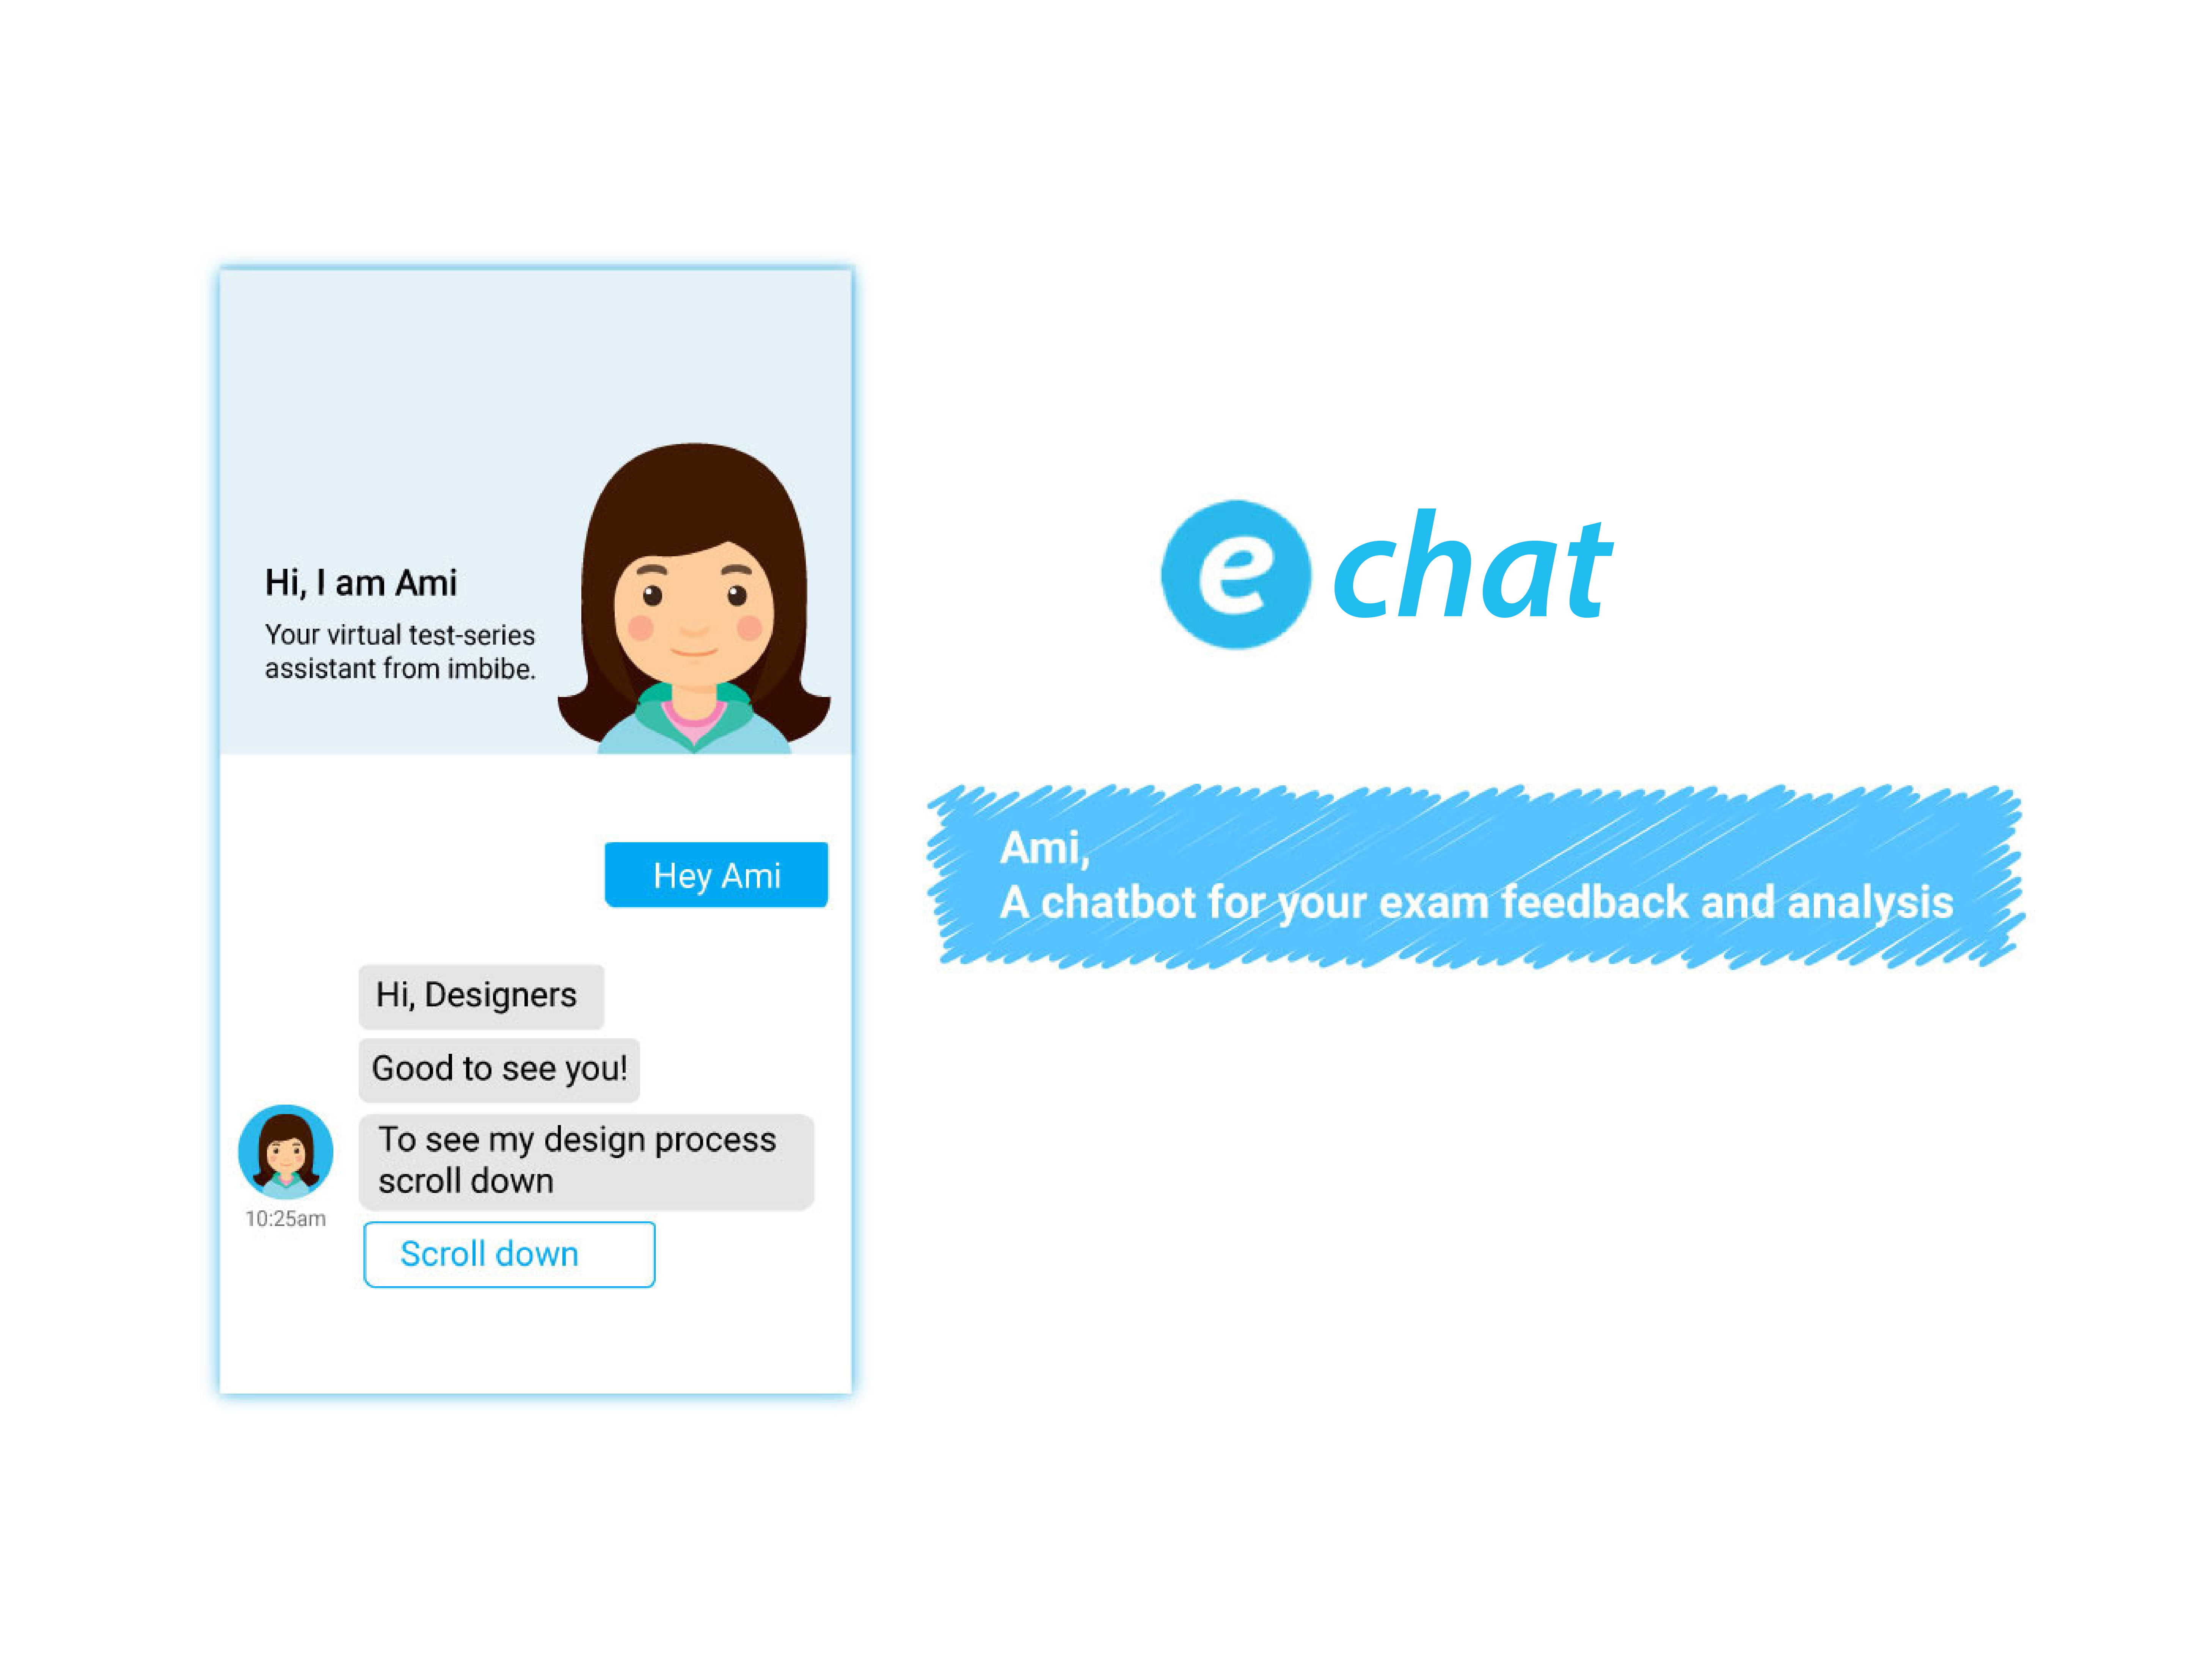 Hi, I am Ami
Your virtual test-series
assistant from imbibe.
Hey Ami
Hi, Designers
Good to see you!
To see my design process
scroll down
10:25am
Scroll down
e chat
Ami,
A chatbot for your exam feedback and analysis